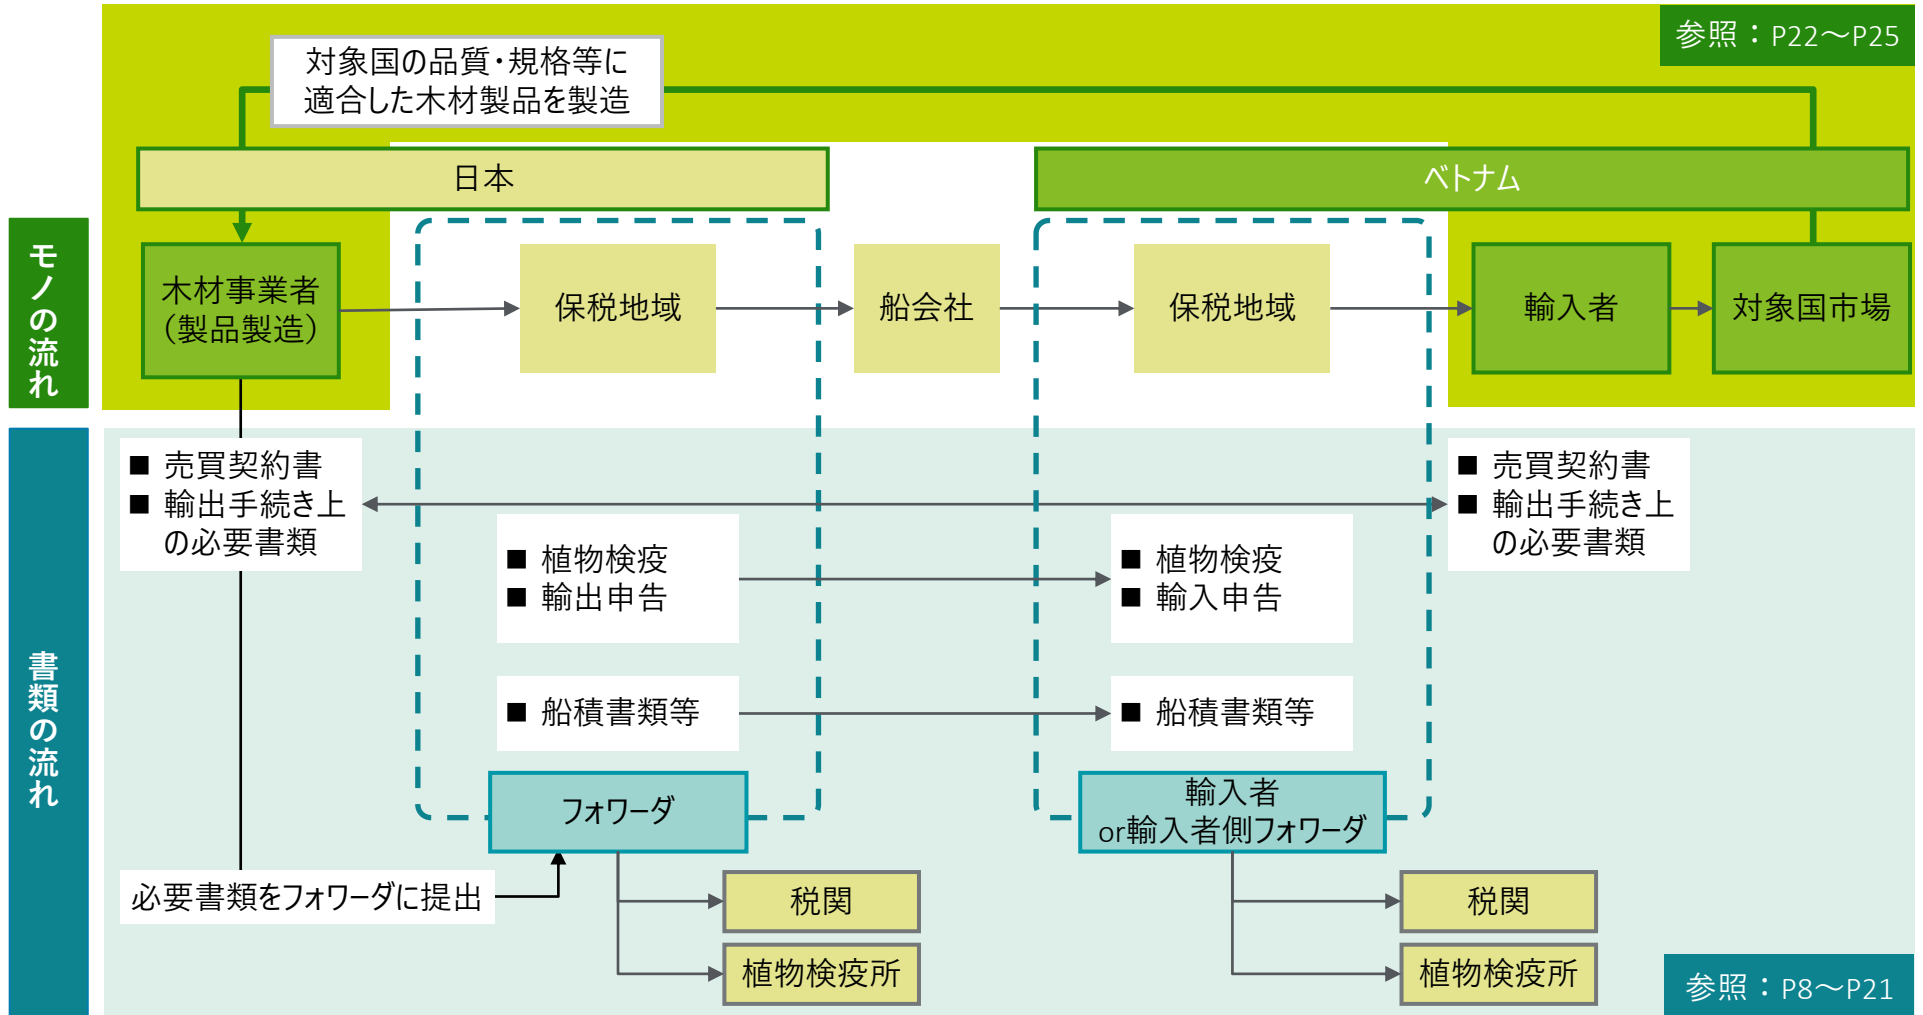 参照：P22～P25
対象国の品質・規格等に
適合した木材製品を製造
日本
ベトナム
モノの流れ
木材事業者
（製品製造）
保税地域
船会社
保税地域
輸入者
対象国市場
書類の流れ
■ 売買契約書
■ 輸出手続き上
の必要書類
■ 売買契約書
■ 輸出手続き上
の必要書類
■ 植物検疫
■ 輸出申告
■ 植物検疫
■ 輸入申告
■ 船積書類等
■ 船積書類等
フォワーダ
輸入者
or輸入者側フォワーダ
必要書類をフォワーダに提出
税関
植物検疫所
税関
植物検疫所
参照：P8～P21